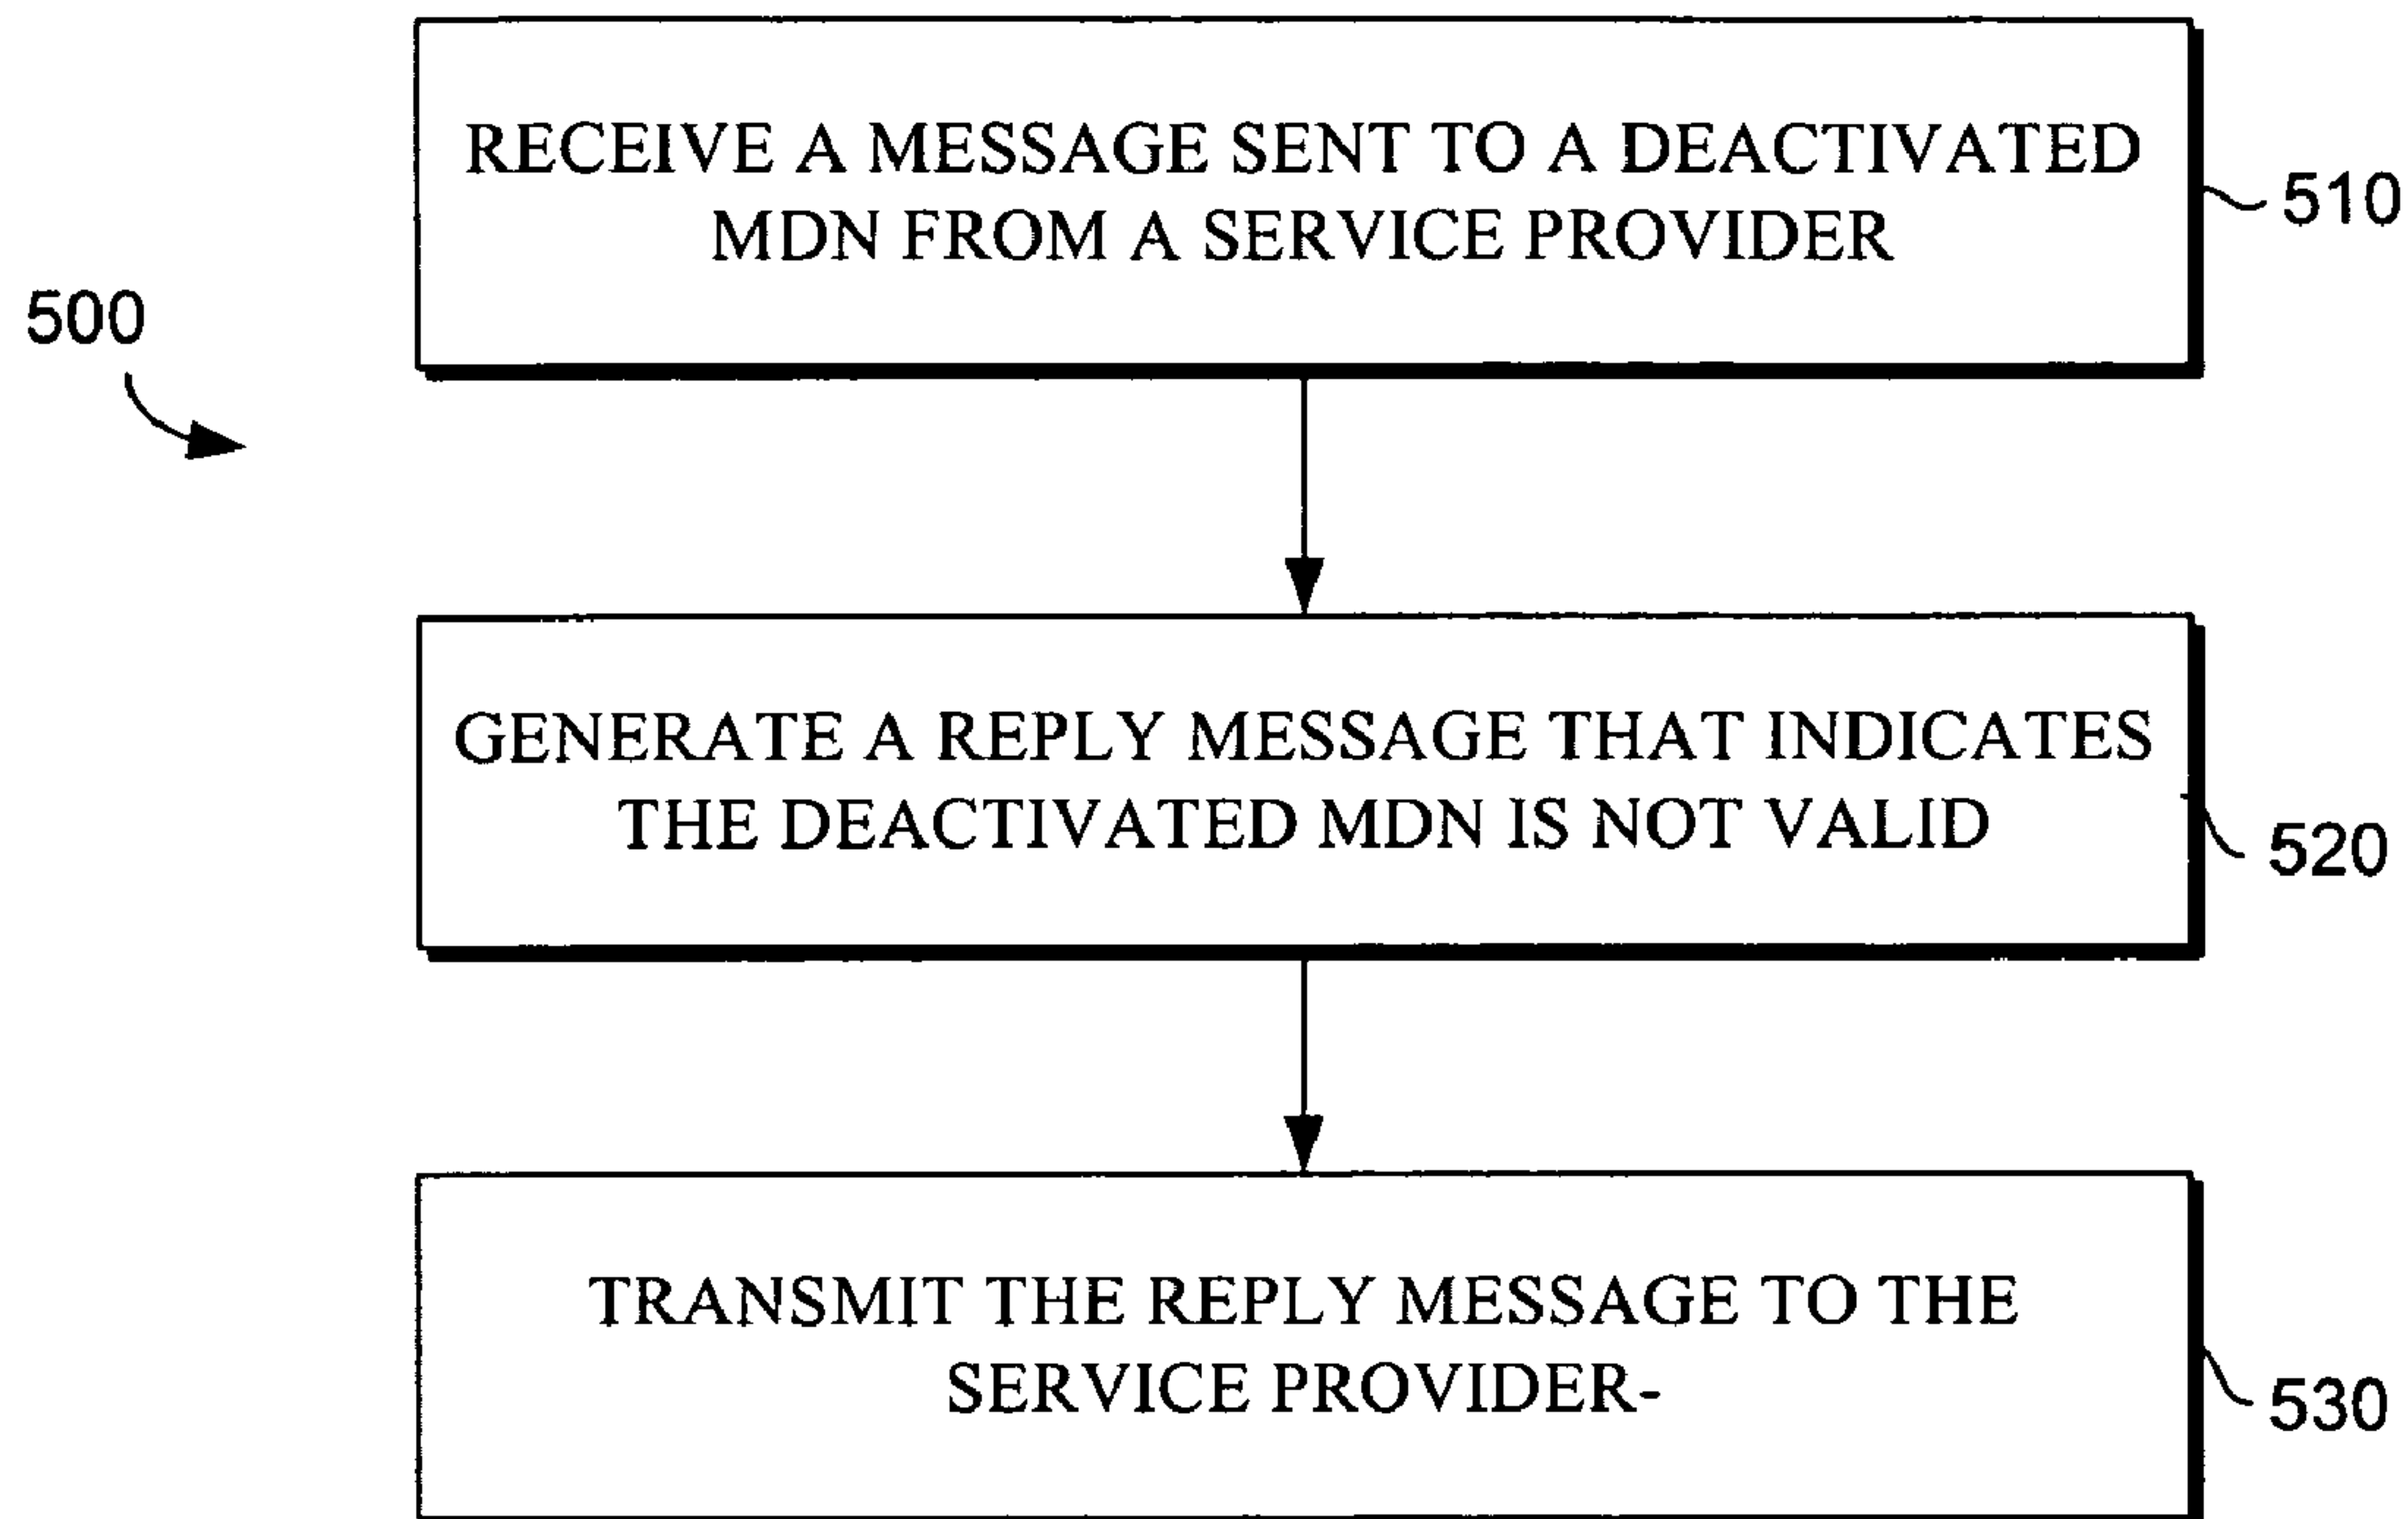 RECEIVE A MESSAGE SENT TO A DEACTIVATED
MDN FROM A SERVICE PROVIDER
510
500
GENERATE A REPLY MESSAGE THAT INDICATES
THE DEACTIVATED MDN IS NOT VALID
520
TRANSMIT THE REPLY MESSAGE TO THE
SERVICE PROVIDER-
530